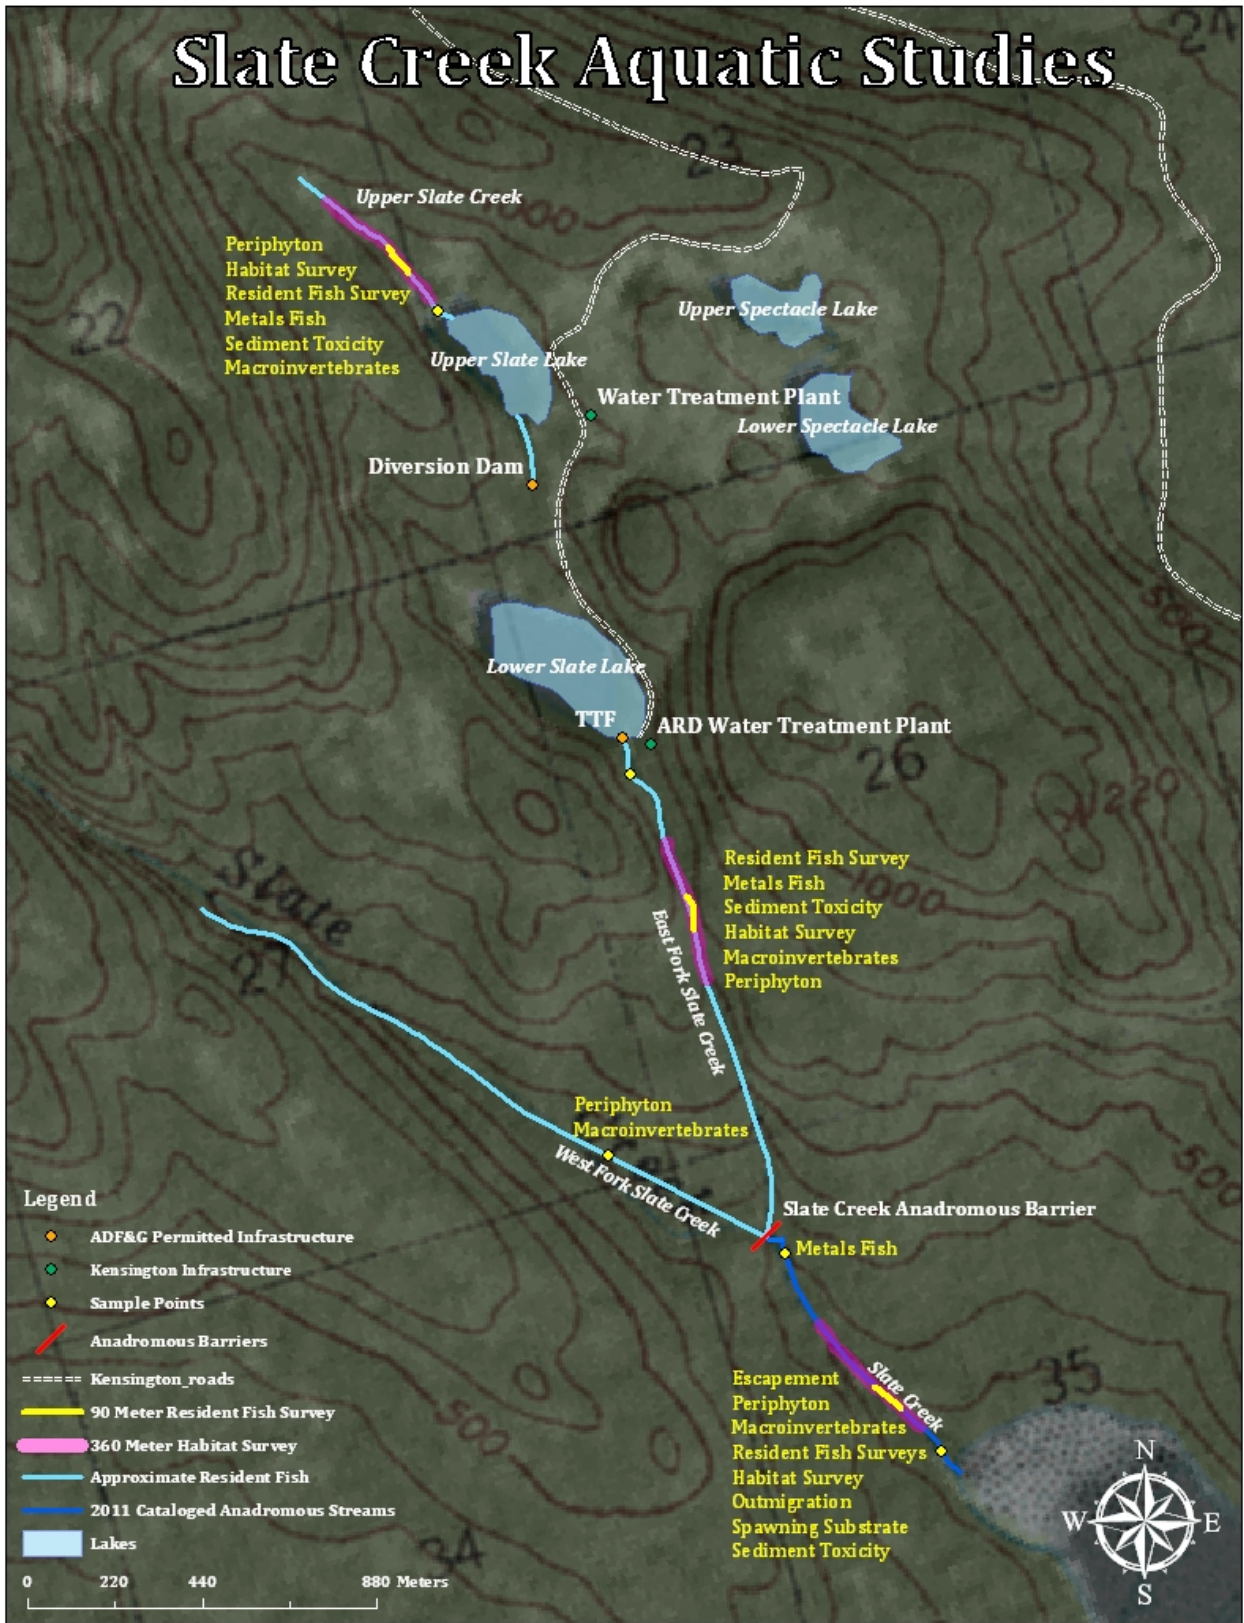 Slate Creek Aquatic Studies
24
23
Upper Slate Creek
1000
Periphyton
Habitat Survey
Resident Fish Survey
Metals Fish
Sediment Toxicity
Macroinvertebrates
22
Upper Spectacle Lake
Upper Slate Lake
Water Treatment Plant
Lower Spectacle Lake
Diversion Dam
500
Lower Slate Lake
TTF
ARD Water Treatment Plant
26
1220
Resident Fish Survey
Metals Fish
Sediment Toxicity
Habitat Survey
Macroinvertebrates
Periphyton
1000
Slate
27
East Fork Slate Creek
Periphyton
Macroinvertebrates
West Fork Slate Creek
500
Slate Creek Anadromous Barrier
Metals Fish
Slate Creek
35
Escapement
Periphyton
Macroinvertebrates
Resident Fish Surveys
Habitat Survey
Outmigration
Spawning Substrate
Sediment Toxicity
500
34
Legend
ADF&G Permitted Infrastructure
Kensington Infrastructure
Sample Points
Anadromous Barriers
Kensington_roads
90 Meter Resident Fish Survey
360 Meter Habitat Survey
Approximate Resident Fish
2011 Cataloged Anadromous Streams
Lakes
0 220 440 880 Meters
N
W E
S